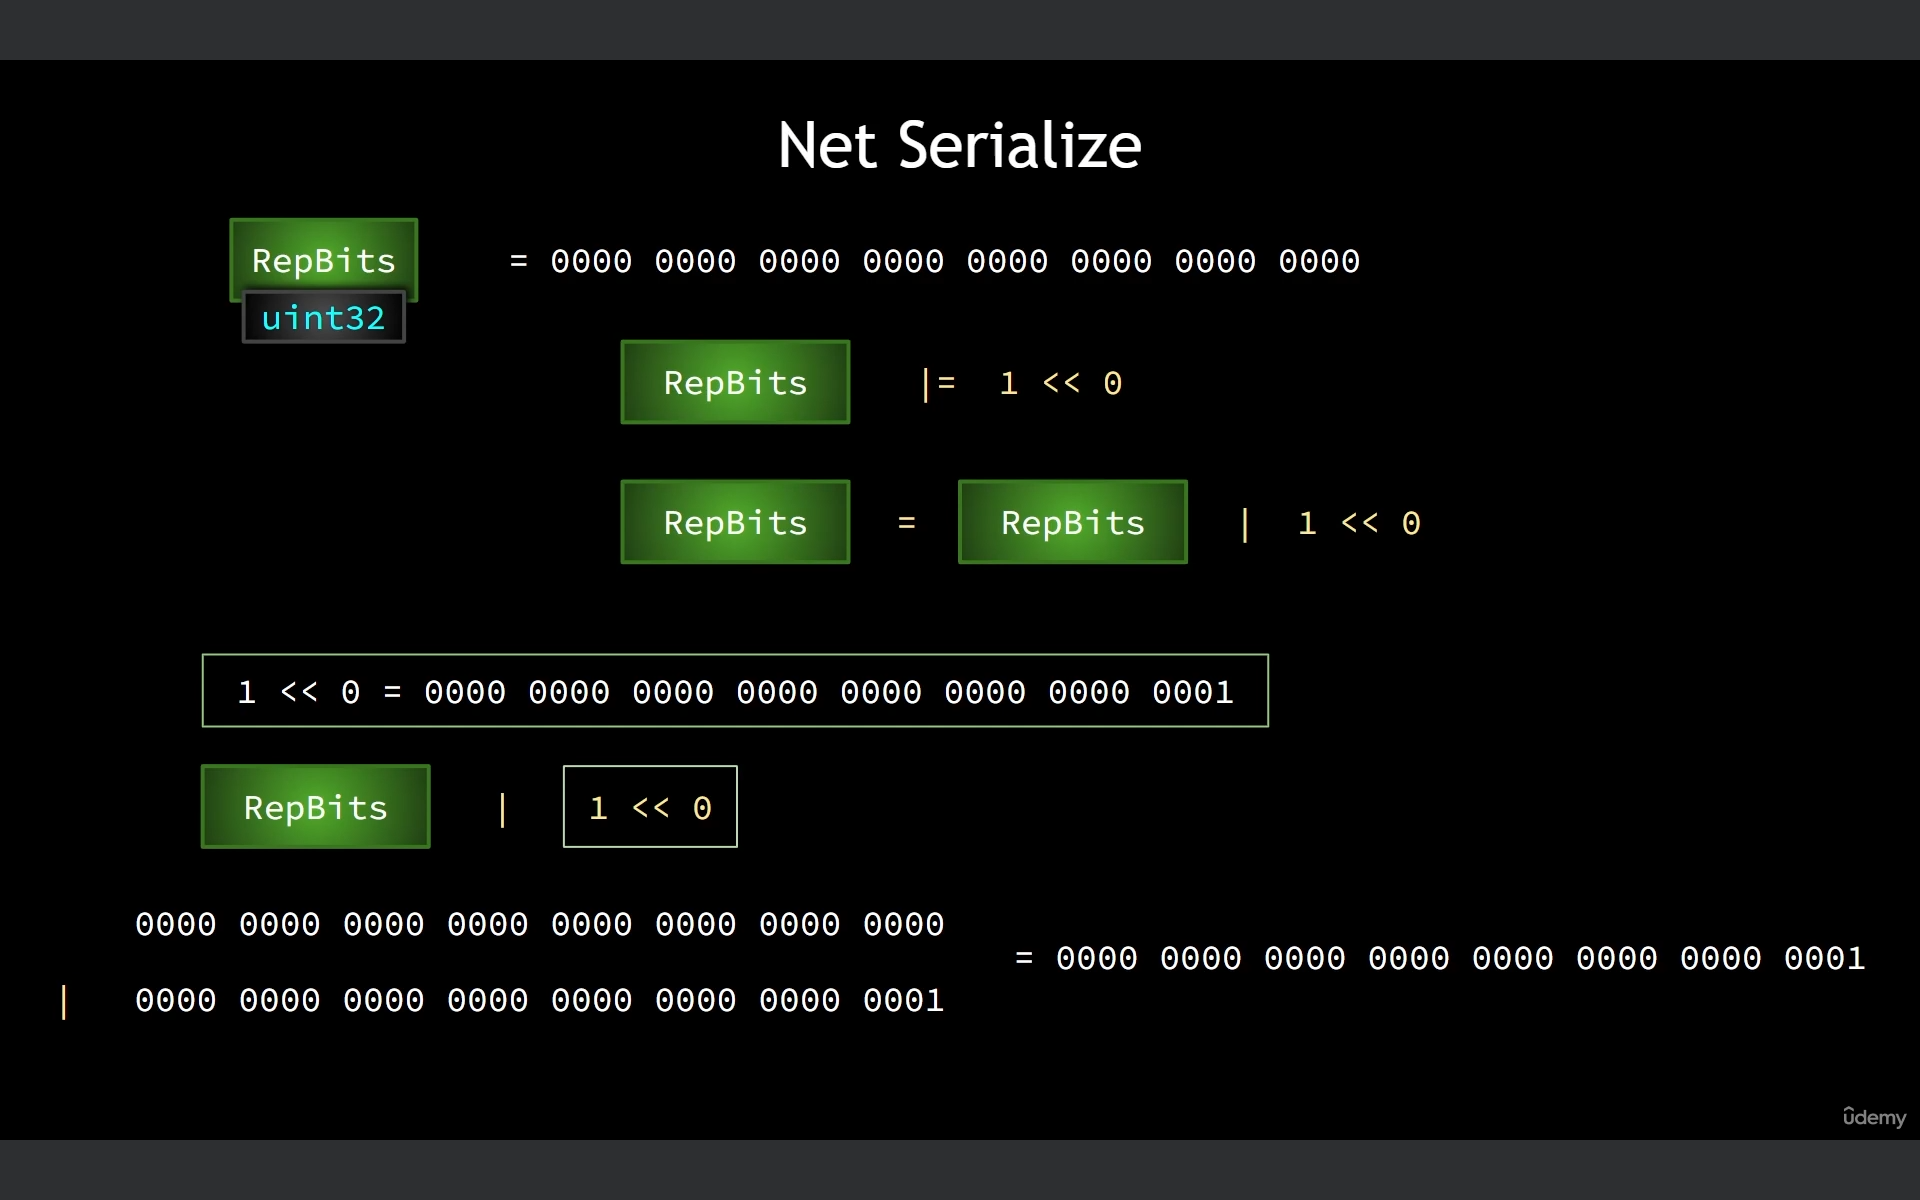 Net Serialize
RepBits = 0000 0000 0000 0000 0000 0000 0000 0000
uint32
RepBits |= 1 << 0
RepBits = RepBits | 1 << 0
1 << 0 = 0000 0000 0000 0000 0000 0000 0000 0001
RepBits | 1 << 0
0000 0000 0000 0000 0000 0000 0000 0000
= 0000 0000 0000 0000 0000 0000 0000 0001
| 0000 0000 0000 0000 0000 0000 0000 0001
ûdemy